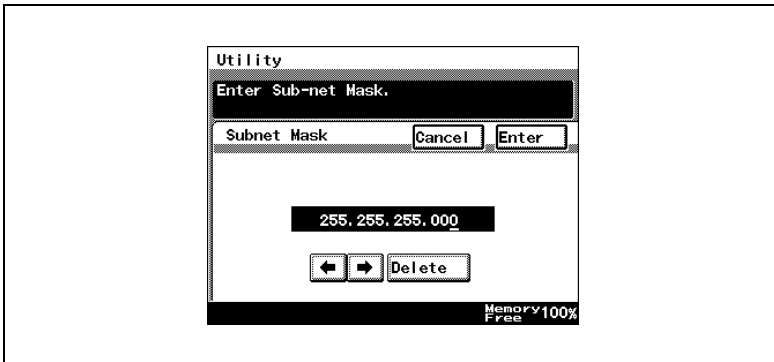 Utility
Enter Sub-net Mask.
Subnet Mask Cancel Enter
255.255.255.000
Delete
Memory Free 100%